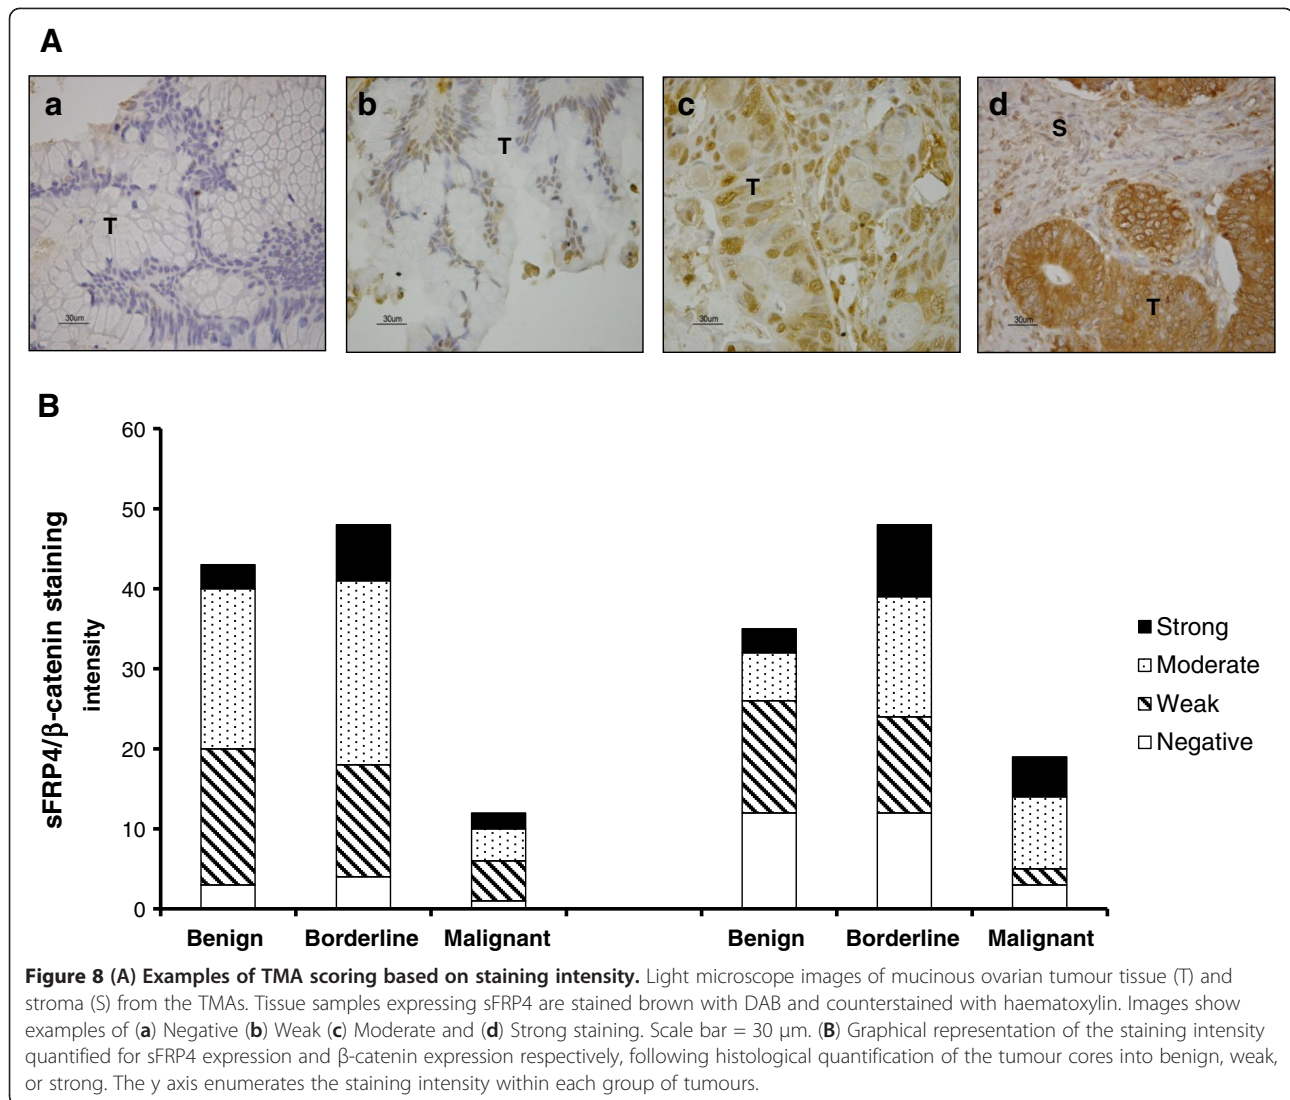 A
a
b
c
d
T
T
T
S
T
30um
30um
30um
30um
B
60
50
40
30
20
10
0
sFRP4/β-catenin staining
intensity
Strong
Moderate
Weak
Negative
Benign Borderline Malignant Benign Borderline Malignant
Figure 8 (A) Examples of TMA scoring based on staining intensity. Light microscope images of mucinous ovarian tumour tissue (T) and
stroma (S) from the TMAs. Tissue samples expressing sFRP4 are stained brown with DAB and counterstained with haematoxylin. Images show
examples of (a) Negative (b) Weak (c) Moderate and (d) Strong staining. Scale bar = 30 μm. (B) Graphical representation of the staining intensity
quantified for sFRP4 expression and β-catenin expression respectively, following histological quantification of the tumour cores into benign, weak,
or strong. The y axis enumerates the staining intensity within each group of tumours.